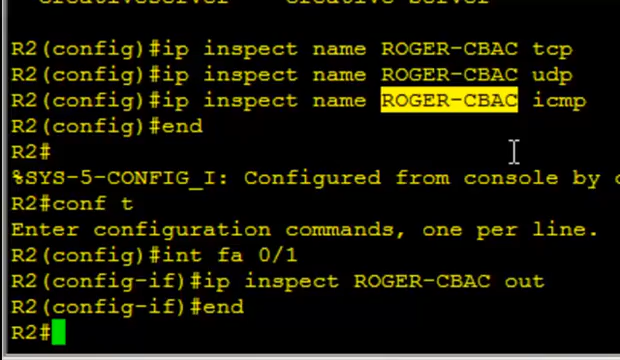 R2(config)#ip inspect name ROGER-CBAC tcp
R2(config)#ip inspect name ROGER-CBAC udp
R2(config)#ip inspect name ROGER-CBAC icmp
R2(config)#end
R2#
%SYS-5-CONFIG_I: Configured from console by
R2#conf t
Enter configuration commands, one per line.
R2(config)#int fa 0/1
R2(config-if)#ip inspect ROGER-CBAC out
R2(config-if)#end
R2#